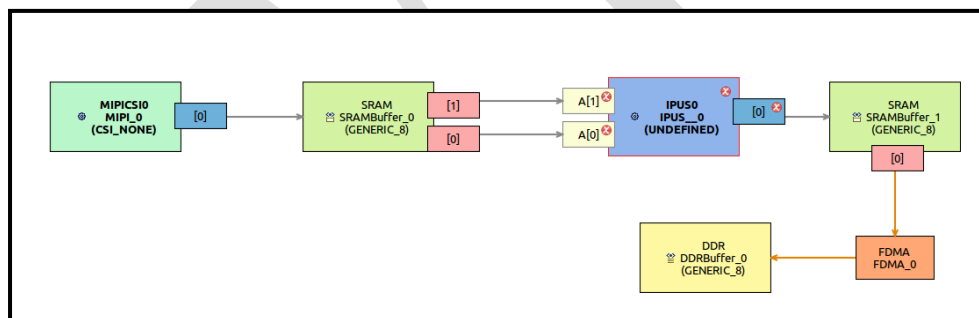 MIPICSI0
MIPI_0
(CSI_NONE)
[0]
SRAM
SRAMBuffer_0
(GENERIC_8)
[1]
[0]
A[1]
A[0]
IPUS0
IPUS__0
(UNDEFINED)
[0]
SRAM
SRAMBuffer_1
(GENERIC_8)
[0]
DDR
DDRBuffer_0
(GENERIC_8)
FDMA
FDMA_0